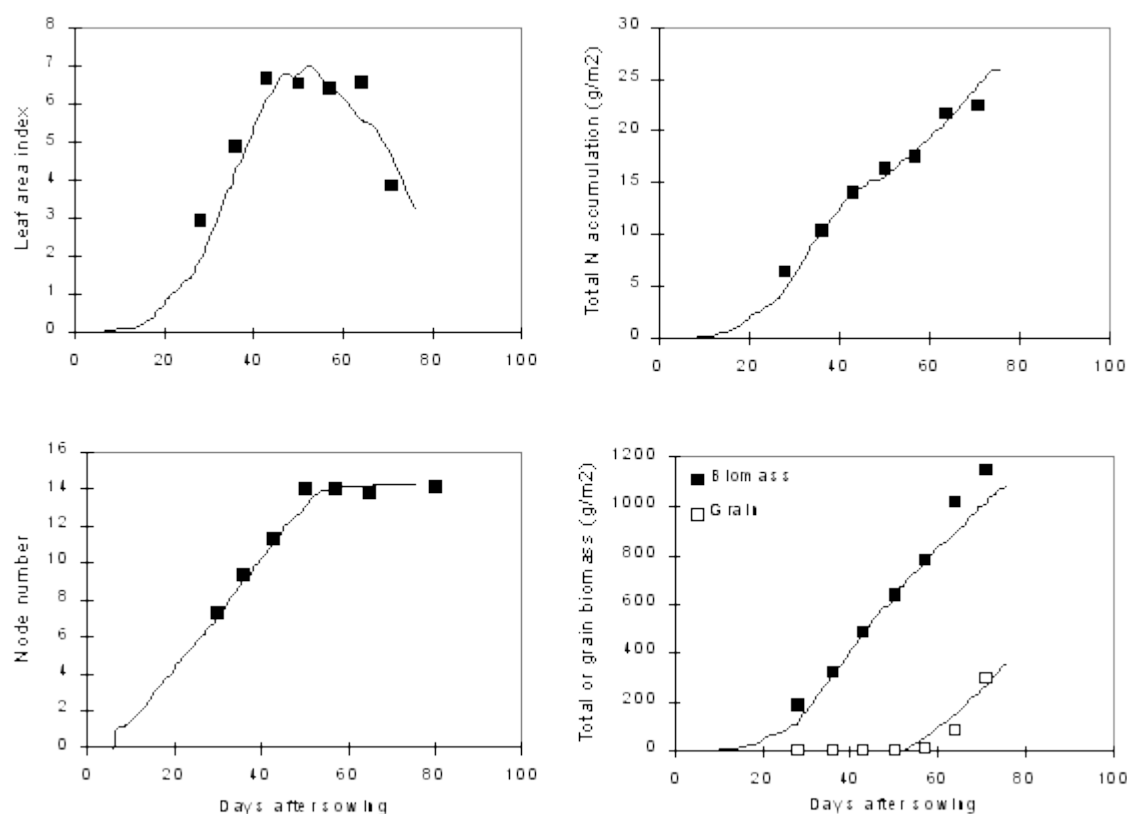 8
7
6
5
4
3
2
1
0
Leaf area index
0 20 40 60 80 100
30
25
20
15
10
5
0
Total N accumulation (g/m2)
0 20 40 60 80 100
16
14
12
10
8
6
4
2
0
Node number
0 20 40 60 80 100
Days after sowing
1200
1000
800
600
400
200
0
Total or grain biomass (g/m2)
Biomass
Grain
0 20 40 60 80 100
Days after sowing